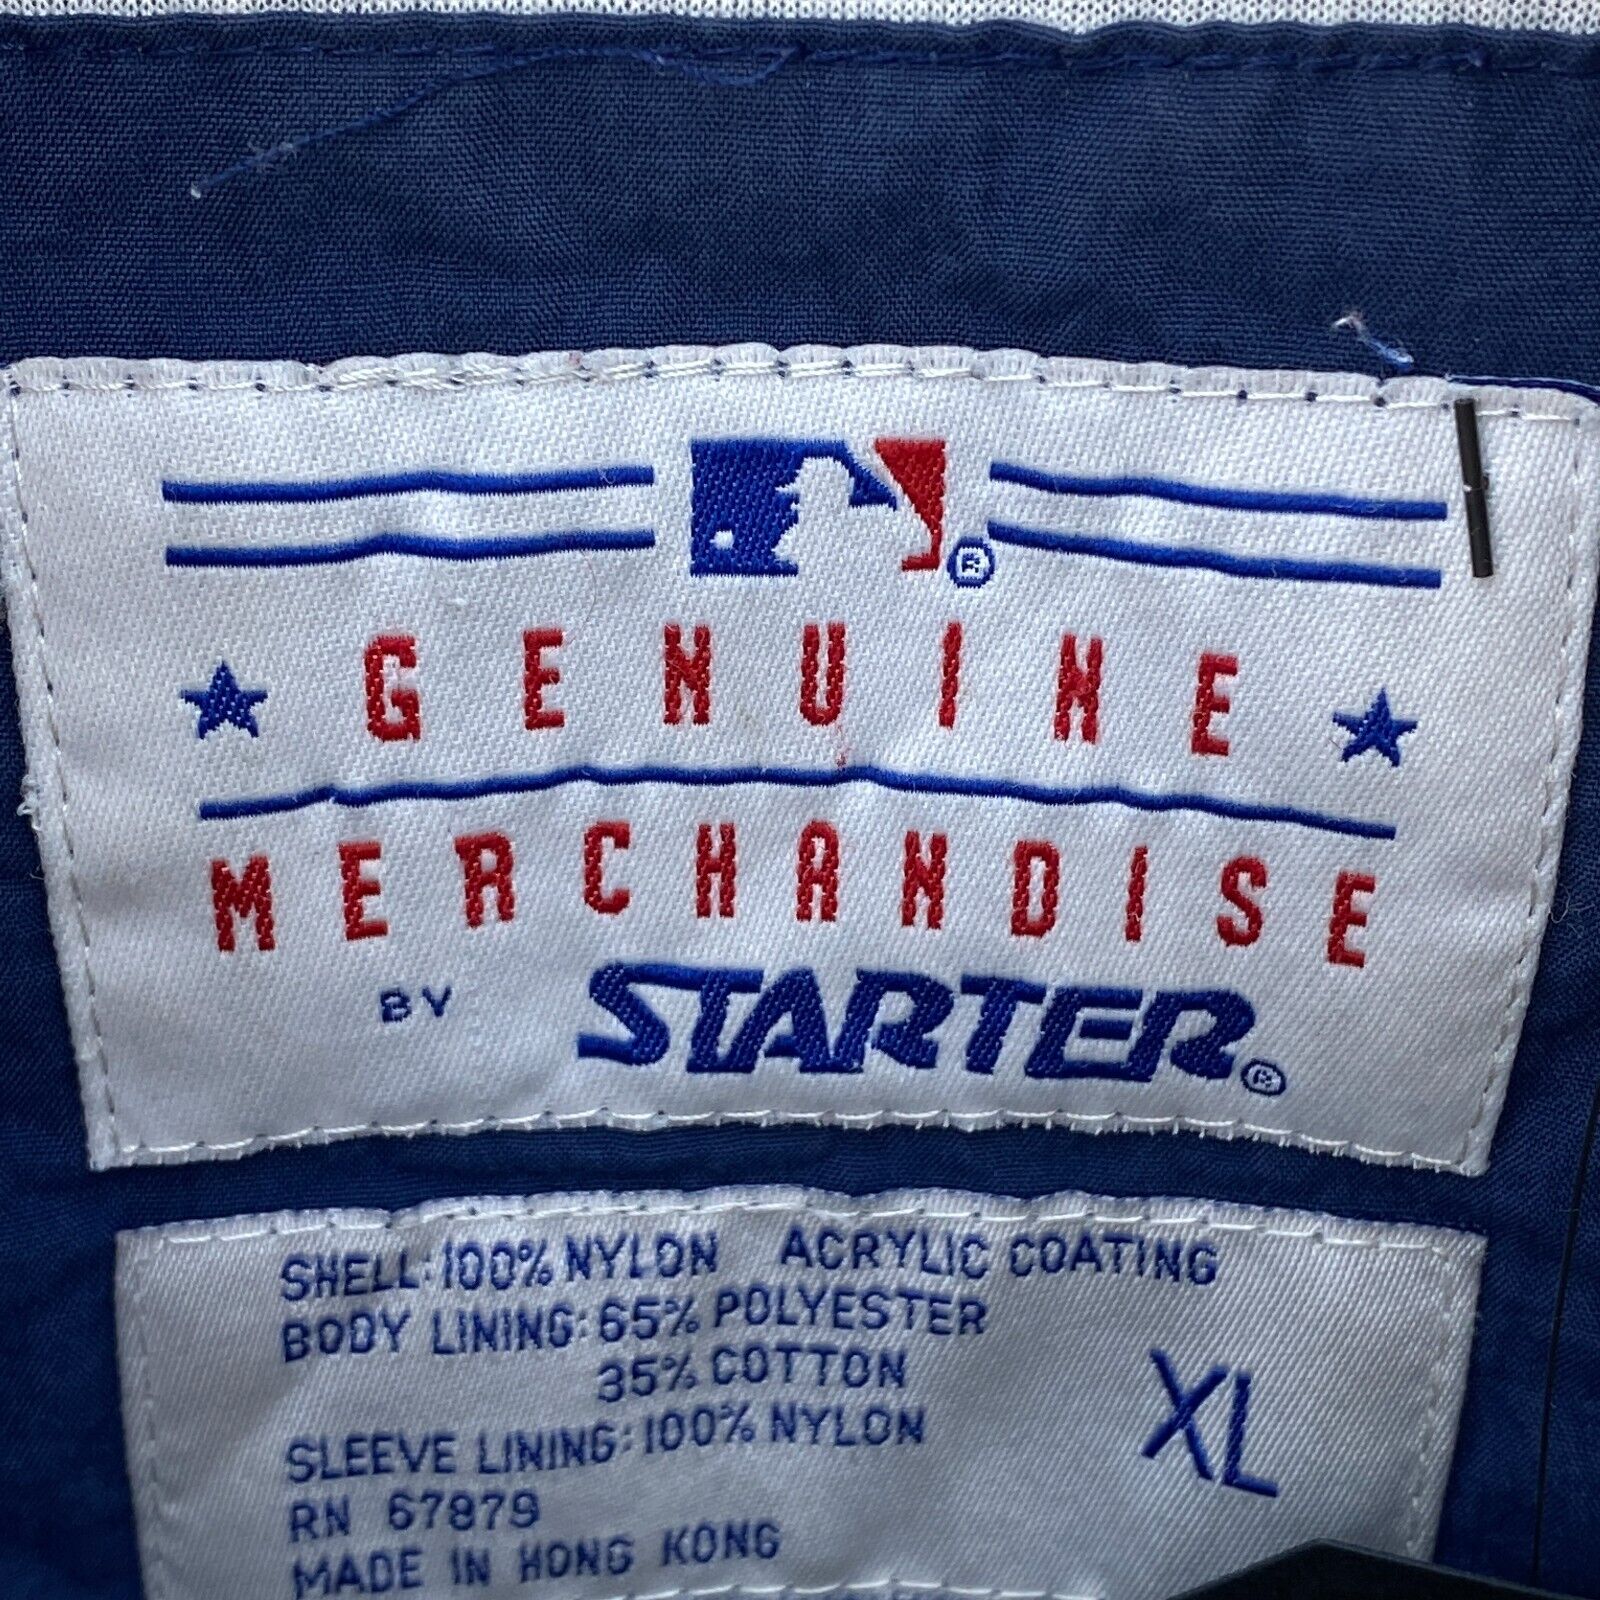 ®
GENUINE
MERCHANDISE
BY STARTER®
SHELL:100% NYLON ACRYLIC COATING
BODY LINING:65% POLYESTER
35% COTTON
XL
SLEEVE LINING:100% NYLON
RN 67879
MADE IN HONG KONG